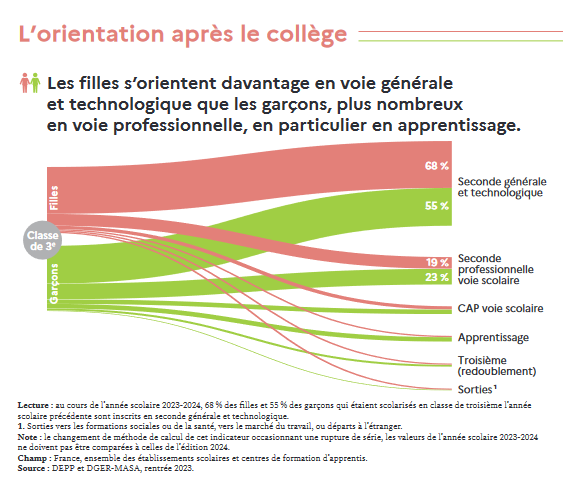 L'orientation après le collège
Les filles s'orientent davantage en voie générale
et technologique que les garçons, plus nombreux
en voie professionnelle, en particulier en apprentissage.
Filles
Classe
de 3e
Garçons
68 %
55 %
Seconde générale
et technologique
19 %
23 %
Seconde
professionnelle
voie scolaire
CAP voie scolaire
Apprentissage
Troisième
(redoublement)
Sorties¹
Lecture : au cours de l'année scolaire 2023-2024, 68 % des filles et 55 % des garçons qui étaient scolarisés en classe de troisième l'année
scolaire précédente sont inscrits en seconde générale et technologique.
1. Sorties vers les formations sociales ou de la santé, vers le marché du travail, ou départs à l'étranger.
Note : le changement de méthode de calcul de cet indicateur occasionnant une rupture de série, les valeurs de l'année scolaire 2023-2024
ne doivent pas être comparées à celles de l'édition 2024.
Champ : France, ensemble des établissements scolaires et centres de formation d'apprentis.
Source : DEPP et DGER-MASA, rentrée 2023.